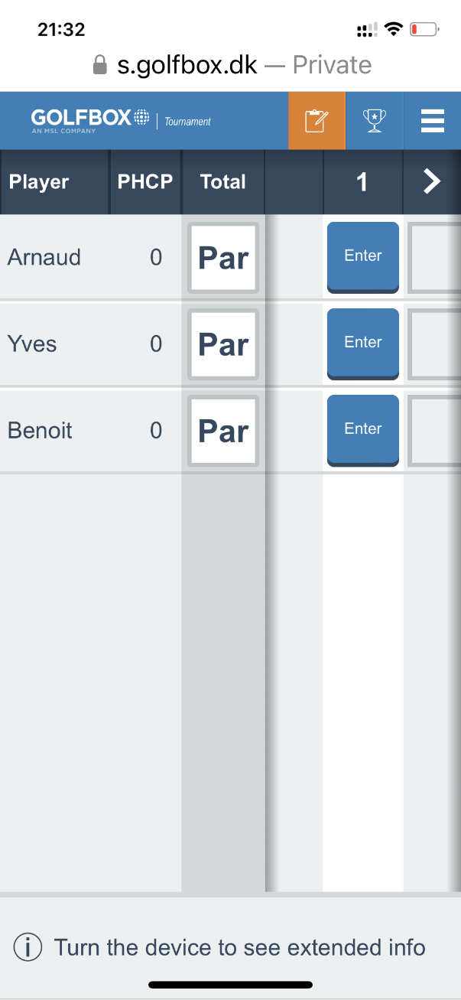 21:32
s.golfbox.dk — Private
GOLFBOX Tournament
AN MSL COMPANY
Player PHCP Total 1
Arnaud 0 Par Enter
Yves 0 Par Enter
Benoit 0 Par Enter
Turn the device to see extended info